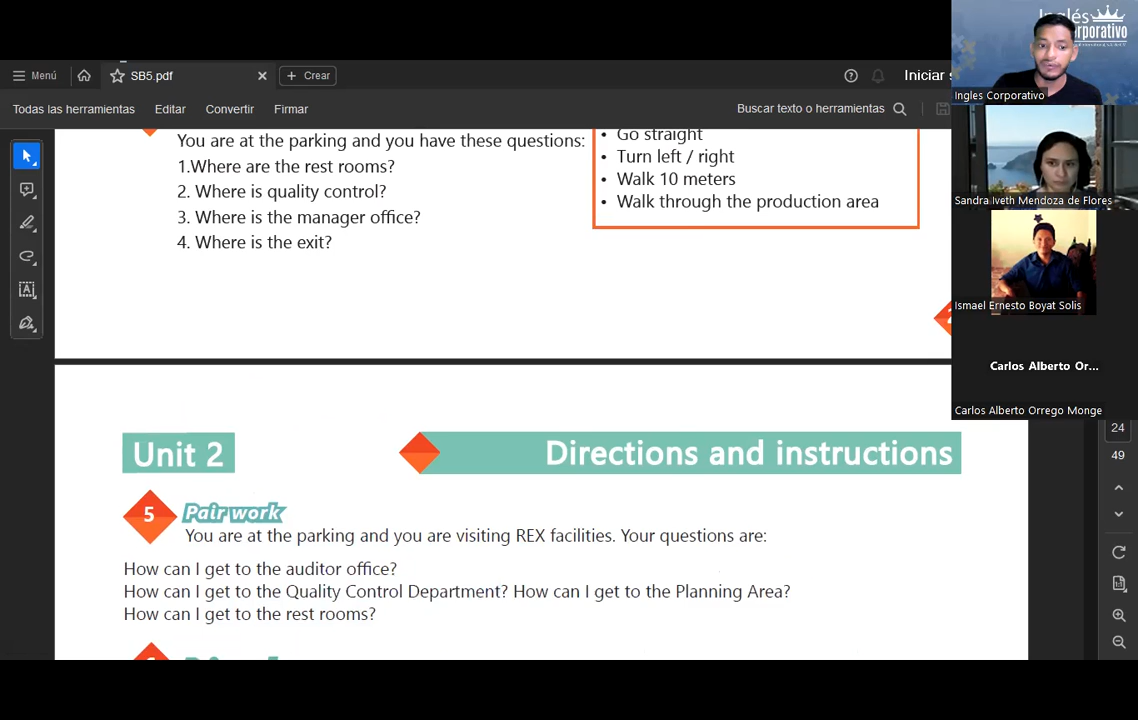 Inglés
Corporativo
Menú
SB5.pdf
Crear
Iniciar
Ingles Corporativo
Todas las herramientas
Editar
Convertir
Firmar
Buscar texto o herramientas
You are at the parking and you have these questions:
1.Where are the rest rooms?
2. Where is quality control?
3. Where is the manager office?
4. Where is the exit?
• Go straight
• Turn left / right
• Walk 10 meters
• Walk through the production area
Sandra Iveth Mendoza de Flores
Ismael Ernesto Boyat Solis
Carlos Alberto Or...
Carlos Alberto Orrego Monge
24
49
Unit 2
Directions and instructions
5
Pair work
You are at the parking and you are visiting REX facilities. Your questions are:
How can I get to the auditor office?
How can I get to the Quality Control Department? How can I get to the Planning Area?
How can I get to the rest rooms?